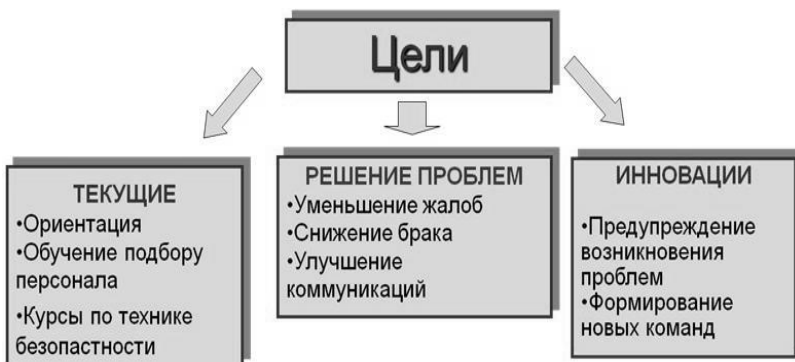 Цели
ТЕКУЩИЕ
•Ориентация
•Обучение подбору
персонала
•Курсы по технике
безопастности
РЕШЕНИЕ ПРОБЛЕМ
•Уменьшение жалоб
•Снижение брака
•Улучшение
коммуникаций
ИННОВАЦИИ
•Предупреждение
возникновения
проблем
•Формирование
новых команд